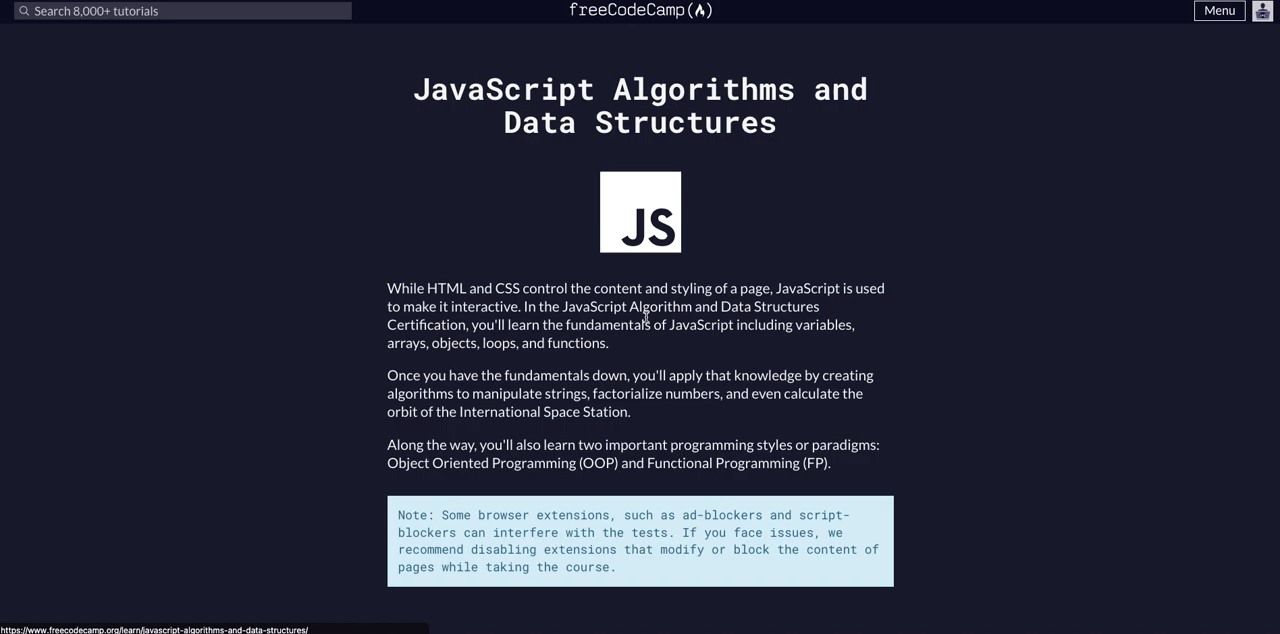 Search 8,000+ tutorials
freeCodeCamp
Menu
JavaScript Algorithms and
Data Structures
JS
While HTML and CSS control the content and styling of a page, JavaScript is used
to make it interactive. In the JavaScript Algorithm and Data Structures
Certification, you'll learn the fundamentals of JavaScript including variables,
arrays, objects, loops, and functions.
Once you have the fundamentals down, you'll apply that knowledge by creating
algorithms to manipulate strings, factorialize numbers, and even calculate the
orbit of the International Space Station.
Along the way, you'll also learn two important programming styles or paradigms:
Object Oriented Programming (OOP) and Functional Programming (FP).
Note: Some browser extensions, such as ad-blockers and script-
blockers can interfere with the tests. If you face issues, we
recommend disabling extensions that modify or block the content of
pages while taking the course.
https://www.freecodecamp.org/learn/javascript-algorithms-and-data-structures/